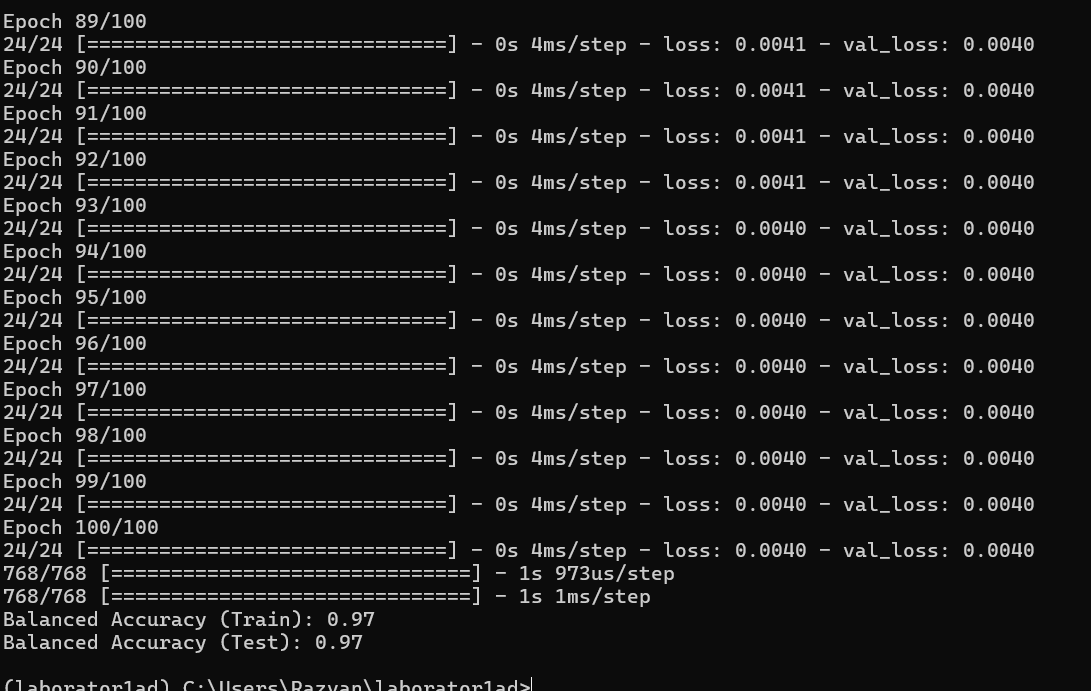 Epoch 89/100
24/24 [==============================] - 0s 4ms/step - loss: 0.0041 - val_loss: 0.0040
Epoch 90/100
24/24 [==============================] - 0s 4ms/step - loss: 0.0041 - val_loss: 0.0040
Epoch 91/100
24/24 [==============================] - 0s 4ms/step - loss: 0.0041 - val_loss: 0.0040
Epoch 92/100
24/24 [==============================] - 0s 4ms/step - loss: 0.0041 - val_loss: 0.0040
Epoch 93/100
24/24 [==============================] - 0s 4ms/step - loss: 0.0040 - val_loss: 0.0040
Epoch 94/100
24/24 [==============================] - 0s 4ms/step - loss: 0.0040 - val_loss: 0.0040
Epoch 95/100
24/24 [==============================] - 0s 4ms/step - loss: 0.0040 - val_loss: 0.0040
Epoch 96/100
24/24 [==============================] - 0s 4ms/step - loss: 0.0040 - val_loss: 0.0040
Epoch 97/100
24/24 [==============================] - 0s 4ms/step - loss: 0.0040 - val_loss: 0.0040
Epoch 98/100
24/24 [==============================] - 0s 4ms/step - loss: 0.0040 - val_loss: 0.0040
Epoch 99/100
24/24 [==============================] - 0s 4ms/step - loss: 0.0040 - val_loss: 0.0040
Epoch 100/100
24/24 [==============================] - 0s 4ms/step - loss: 0.0040 - val_loss: 0.0040
768/768 [==============================] - 1s 973us/step
768/768 [==============================] - 1s 1ms/step
Balanced Accuracy (Train): 0.97
Balanced Accuracy (Test): 0.97
(laborator1ad) C:\Users\Razvan\laborator1ad>